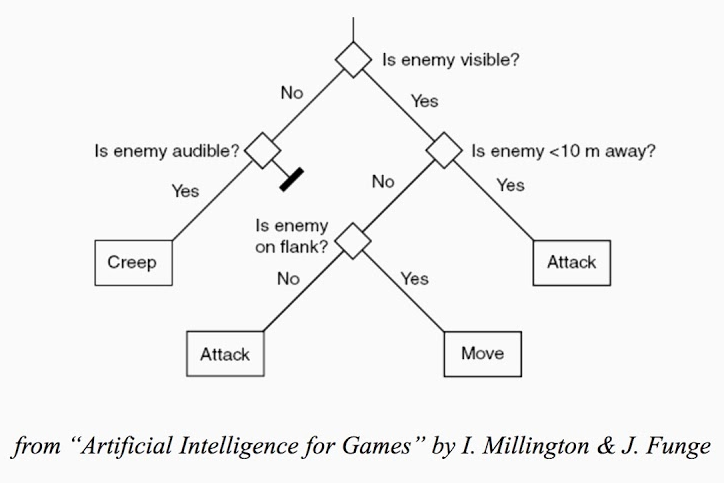 Is enemy visible?
No
Yes
Is enemy audible?
Is enemy <10 m away?
Yes
No
Yes
Is enemy
on flank?
Creep
Attack
No
Yes
Attack
Move
from “Artificial Intelligence for Games” by I. Millington & J. Funge